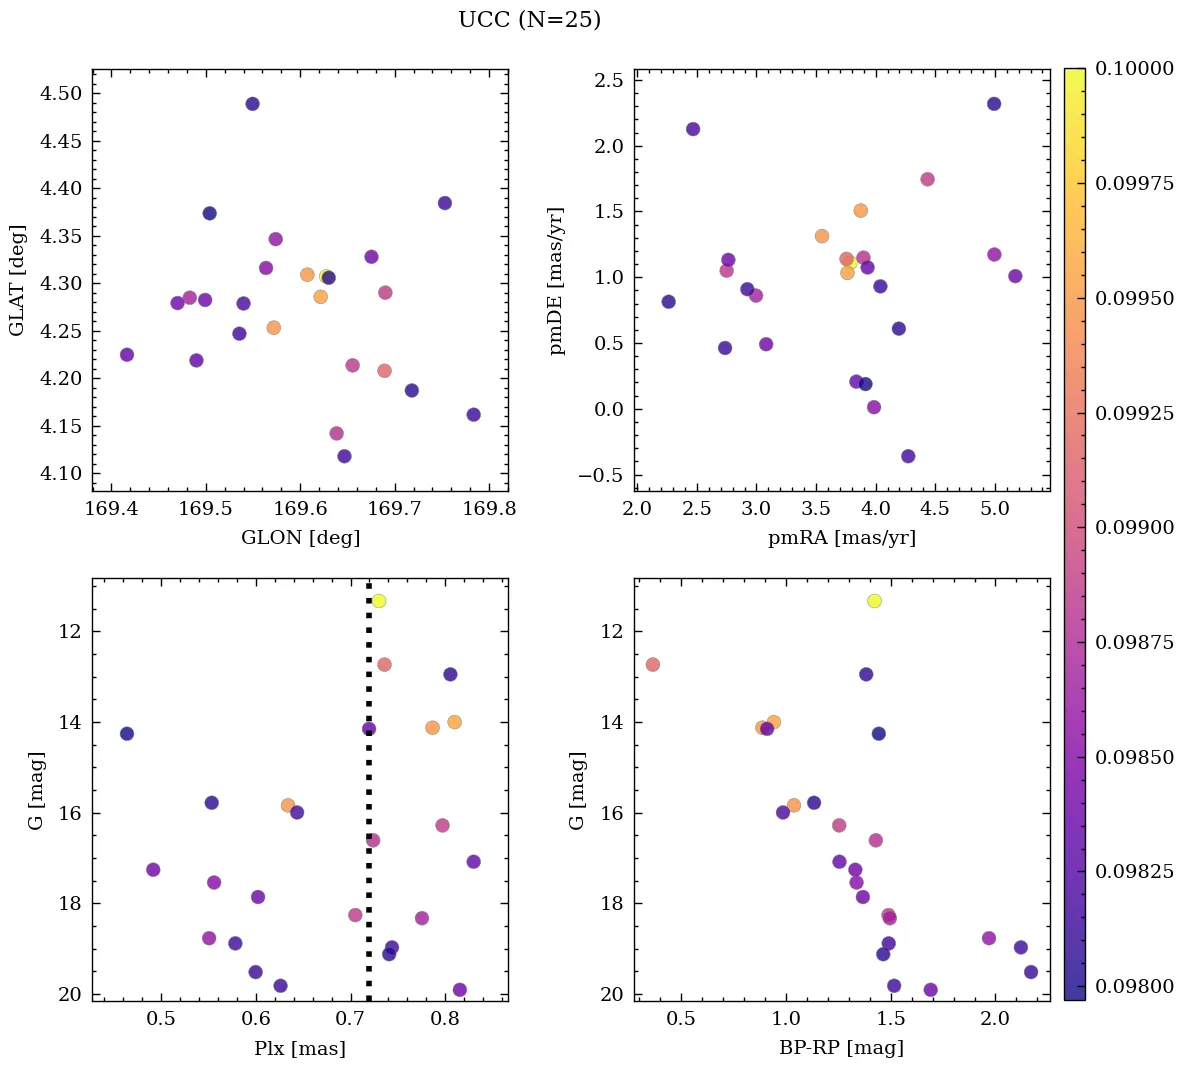 UCC (N=25)
4.50
4.45
4.40
4.35
4.30
4.25
4.20
4.15
4.10
GLAT [deg]
169.4 169.5 169.6 169.7 169.8
GLON [deg]
2.5
2.0
1.5
1.0
0.5
0.0
−0.5
pmDE [mas/yr]
2.0 2.5 3.0 3.5 4.0 4.5 5.0
pmRA [mas/yr]
12
14
16
18
20
G [mag]
0.5 0.6 0.7 0.8
Plx [mas]
12
14
16
18
20
G [mag]
0.5 1.0 1.5 2.0
BP-RP [mag]
0.10000
0.09975
0.09950
0.09925
0.09900
0.09875
0.09850
0.09825
0.09800